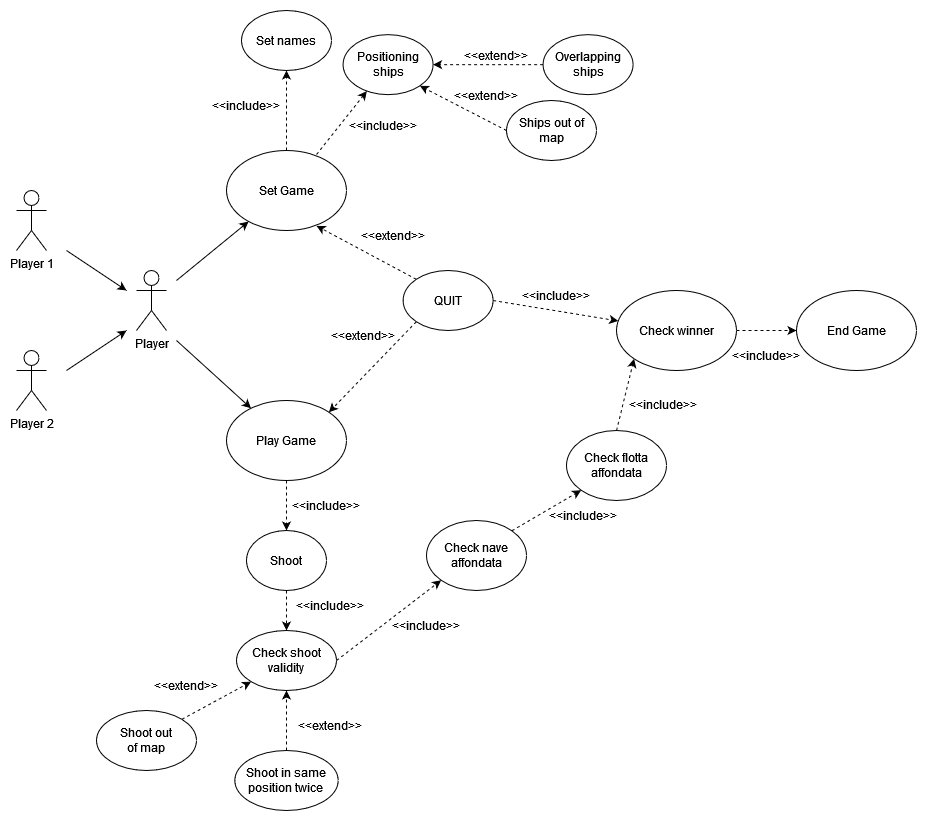 Set names
Positioning
ships
<<extend>>
Overlapping
ships
<<extend>>
<<include>>
<<include>>
Ships out of
map
Set Game
Player 1
<<extend>>
QUIT
<<include>>
Player
<<extend>>
Check winner
End Game
<<include>>
Player 2
<<include>>
Play Game
Check flotta
affondata
<<include>>
<<include>>
Shoot
Check nave
affondata
<<include>>
<<include>>
Check shoot
validity
<<extend>>
Shoot out
of map
<<extend>>
Shoot in same
position twice